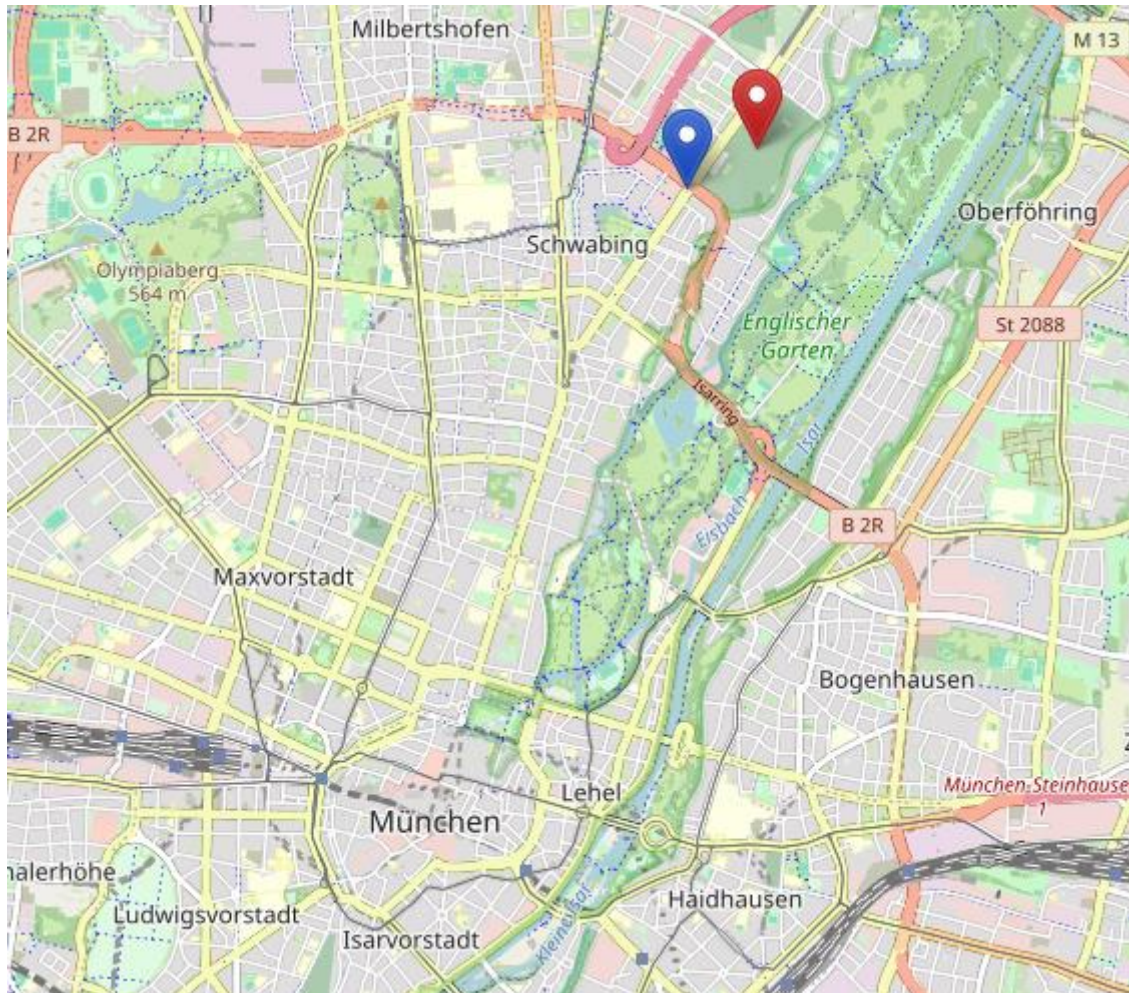 Milbertshofen
M 13
B 2R
Oberföhring
Schwabing
Olympiaberg
564 m
St 2088
Englischer
Garten
Isarring
Isar
Eisbach
B 2R
Maxvorstadt
Bogenhausen
München-Steinhause
1
Lehel
München
halerhöhe
Haidhausen
Ludwigsvorstadt
Isarvorstadt
Kleine Isar